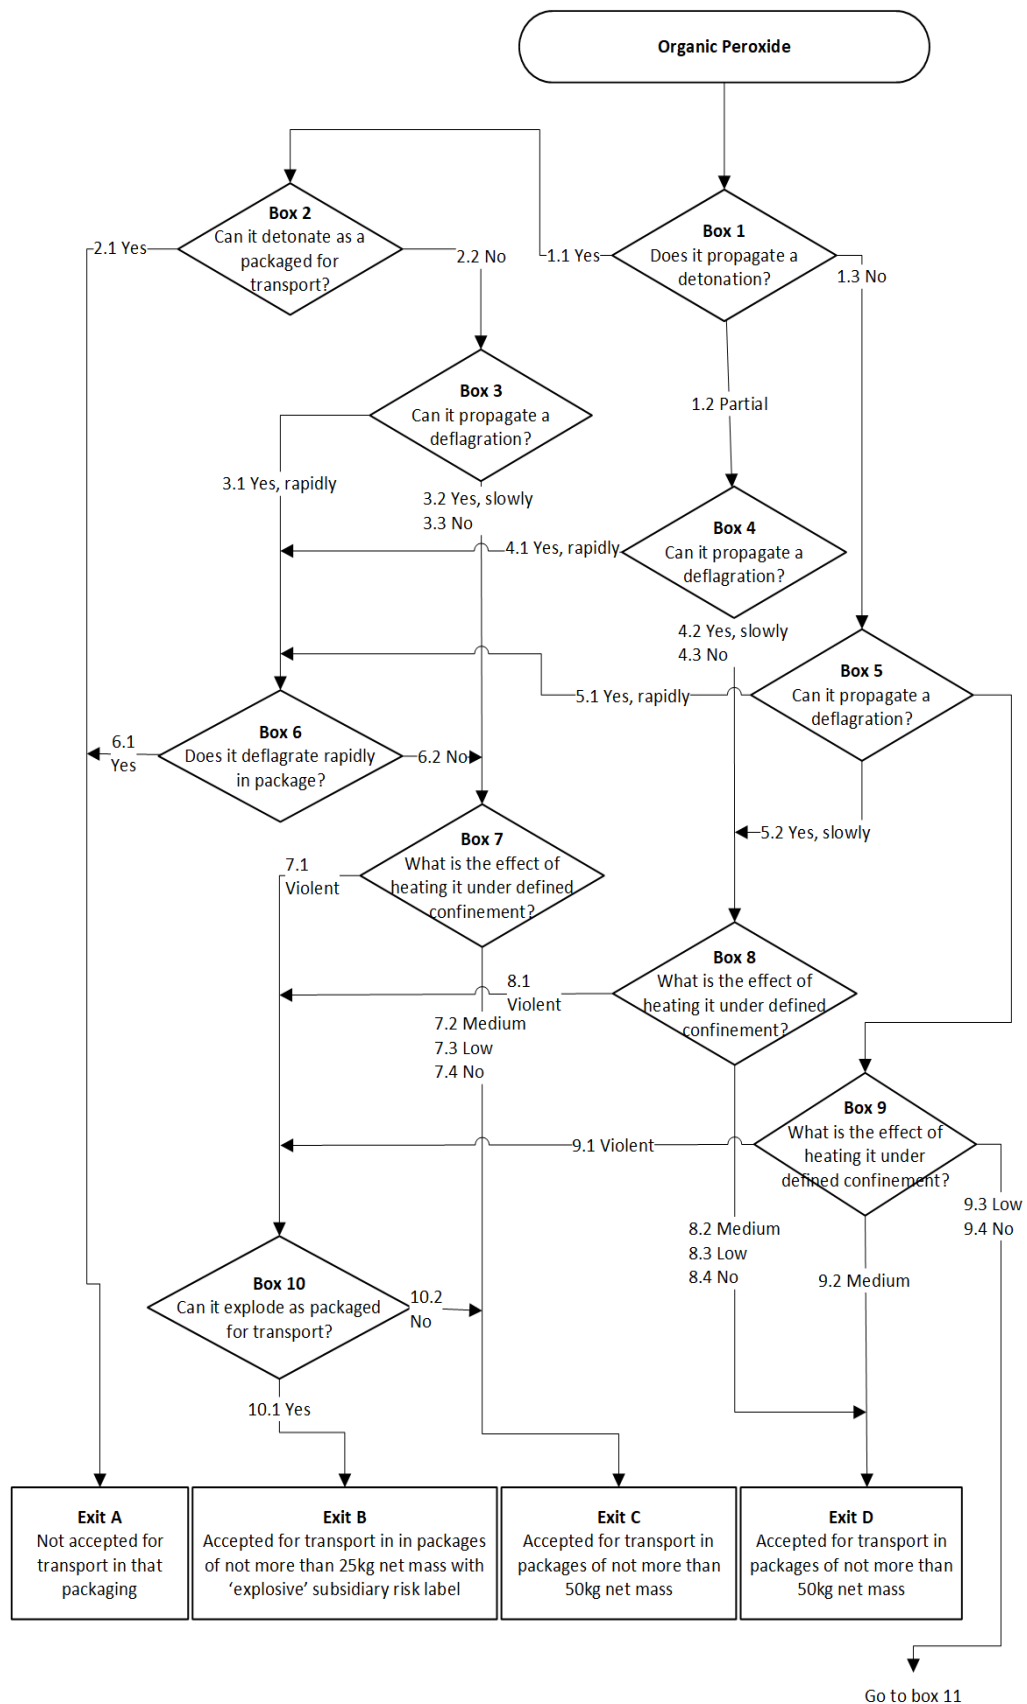 Organic Peroxide
Box 1
Does it propagate a
detonation?
1.1 Yes
1.2 Partial
1.3 No
Box 2
Can it detonate as a
packaged for
transport?
2.1 Yes
2.2 No
Box 3
Can it propagate a
deflagration?
3.1 Yes, rapidly
3.2 Yes, slowly
3.3 No
Box 4
Can it propagate a
deflagration?
4.1 Yes, rapidly
4.2 Yes, slowly
4.3 No
Box 5
Can it propagate a
deflagration?
5.1 Yes, rapidly
5.2 Yes, slowly
Box 6
Does it deflagrate rapidly
in package?
6.1
Yes
6.2 No
Box 7
What is the effect of
heating it under defined
confinement?
7.1
Violent
7.2 Medium
7.3 Low
7.4 No
Box 8
What is the effect of
heating it under defined
confinement?
8.1
Violent
8.2 Medium
8.3 Low
8.4 No
Box 9
What is the effect of
heating it under
defined confinement?
9.1 Violent
9.2 Medium
9.3 Low
9.4 No
Box 10
Can it explode as packaged
for transport?
10.1 Yes
10.2
No
Exit A
Not accepted for
transport in that
packaging
Exit B
Accepted for transport in in packages
of not more than 25kg net mass with
‘explosive’ subsidiary risk label
Exit C
Accepted for transport in
packages of not more than
50kg net mass
Exit D
Accepted for transport in
packages of not more than
50kg net mass
Go to box 11